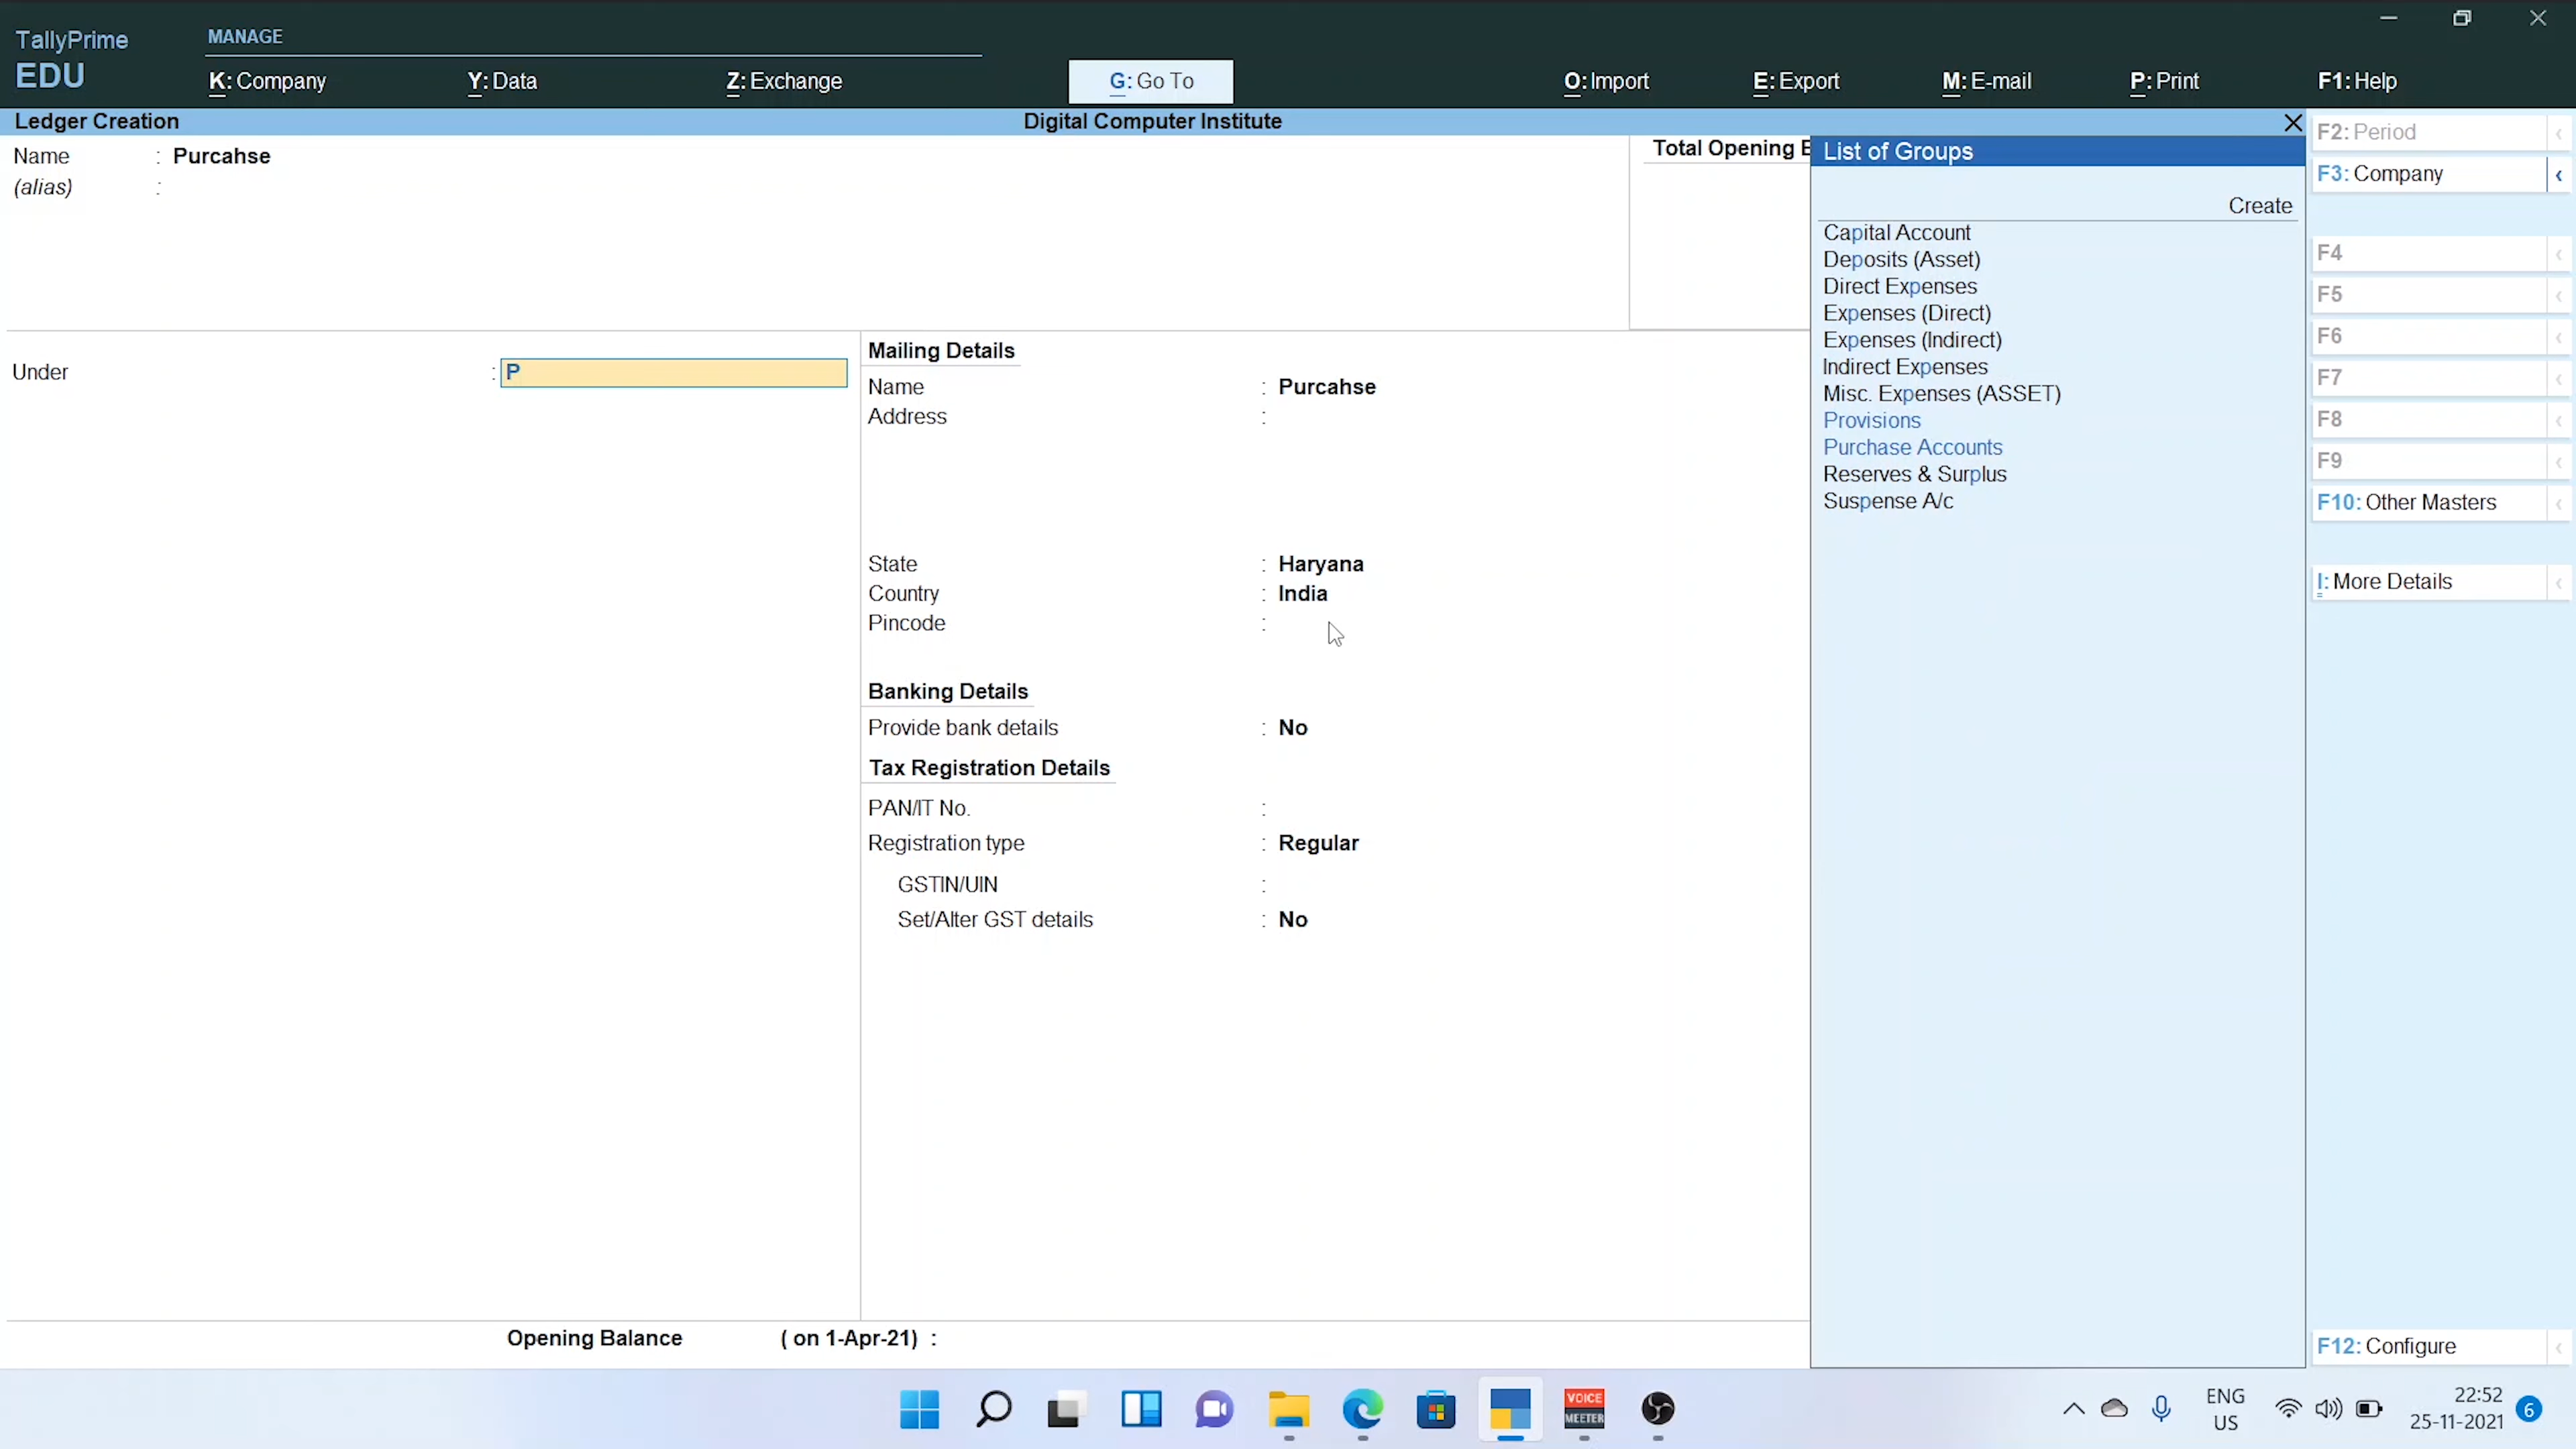 TallyPrime
EDU
MANAGE
K: Company
Y: Data
Z: Exchange
G: Go To
O: Import
E: Export
M: E-mail
P: Print
F1: Help
Ledger Creation
Digital Computer Institute
Name : Purcahse
(alias) :
Total Opening
Under : P
Mailing Details
Name : Purcahse
Address :
State : Haryana
Country : India
Pincode :
Banking Details
Provide bank details : No
Tax Registration Details
PAN/IT No. :
Registration type : Regular
GSTIN/UIN :
Set/Alter GST details : No
Opening Balance ( on 1-Apr-21) :
List of Groups
Create
Capital Account
Deposits (Asset)
Direct Expenses
Expenses (Direct)
Expenses (Indirect)
Indirect Expenses
Misc. Expenses (ASSET)
Provisions
Purchase Accounts
Reserves & Surplus
Suspense A/c
F2: Period
F3: Company
F4
F5
F6
F7
F8
F9
F10: Other Masters
I: More Details
F12: Configure
VOICE
MEETER
ENG
US
22:52
25-11-2021
6